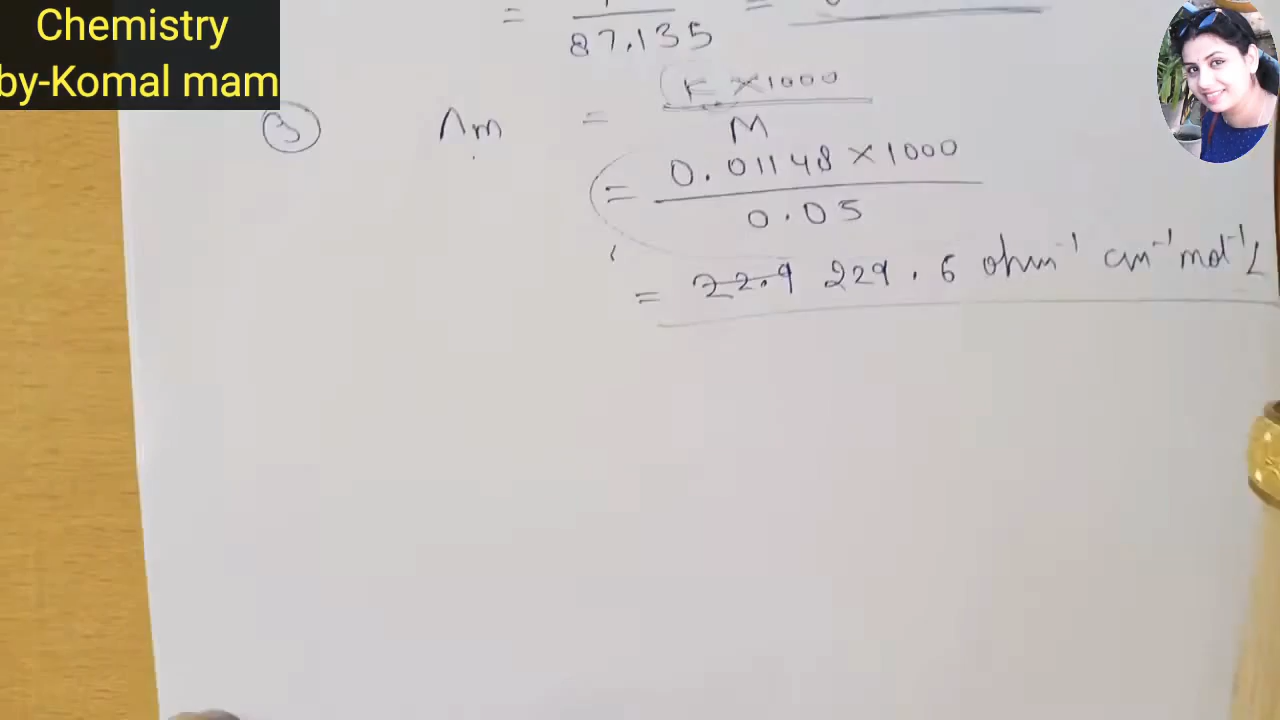 Chemistry
by-Komal mam
= 1/87.135 =
③ Λm = K × 1000 / M
= 0.01148 × 1000 / 0.05
= 22.9 229.6 ohm⁻¹ cm⁻¹ mol⁻¹ L